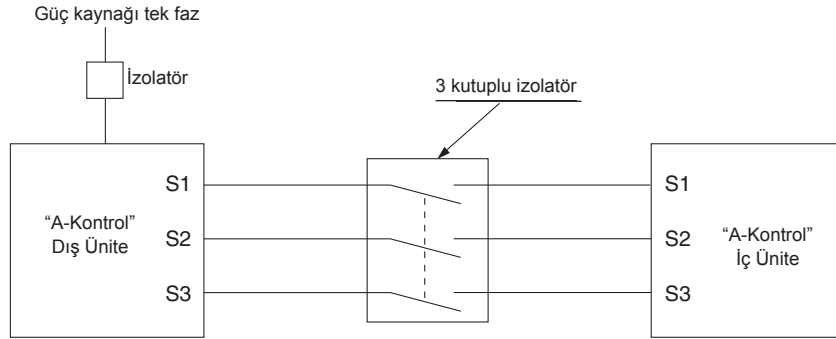 Güç kaynağı tek faz
İzolatör
3 kutuplu izolatör
S1
S1
“A-Kontrol”
Dış Ünite
S2
S2
“A-Kontrol”
İç Ünite
S3
S3